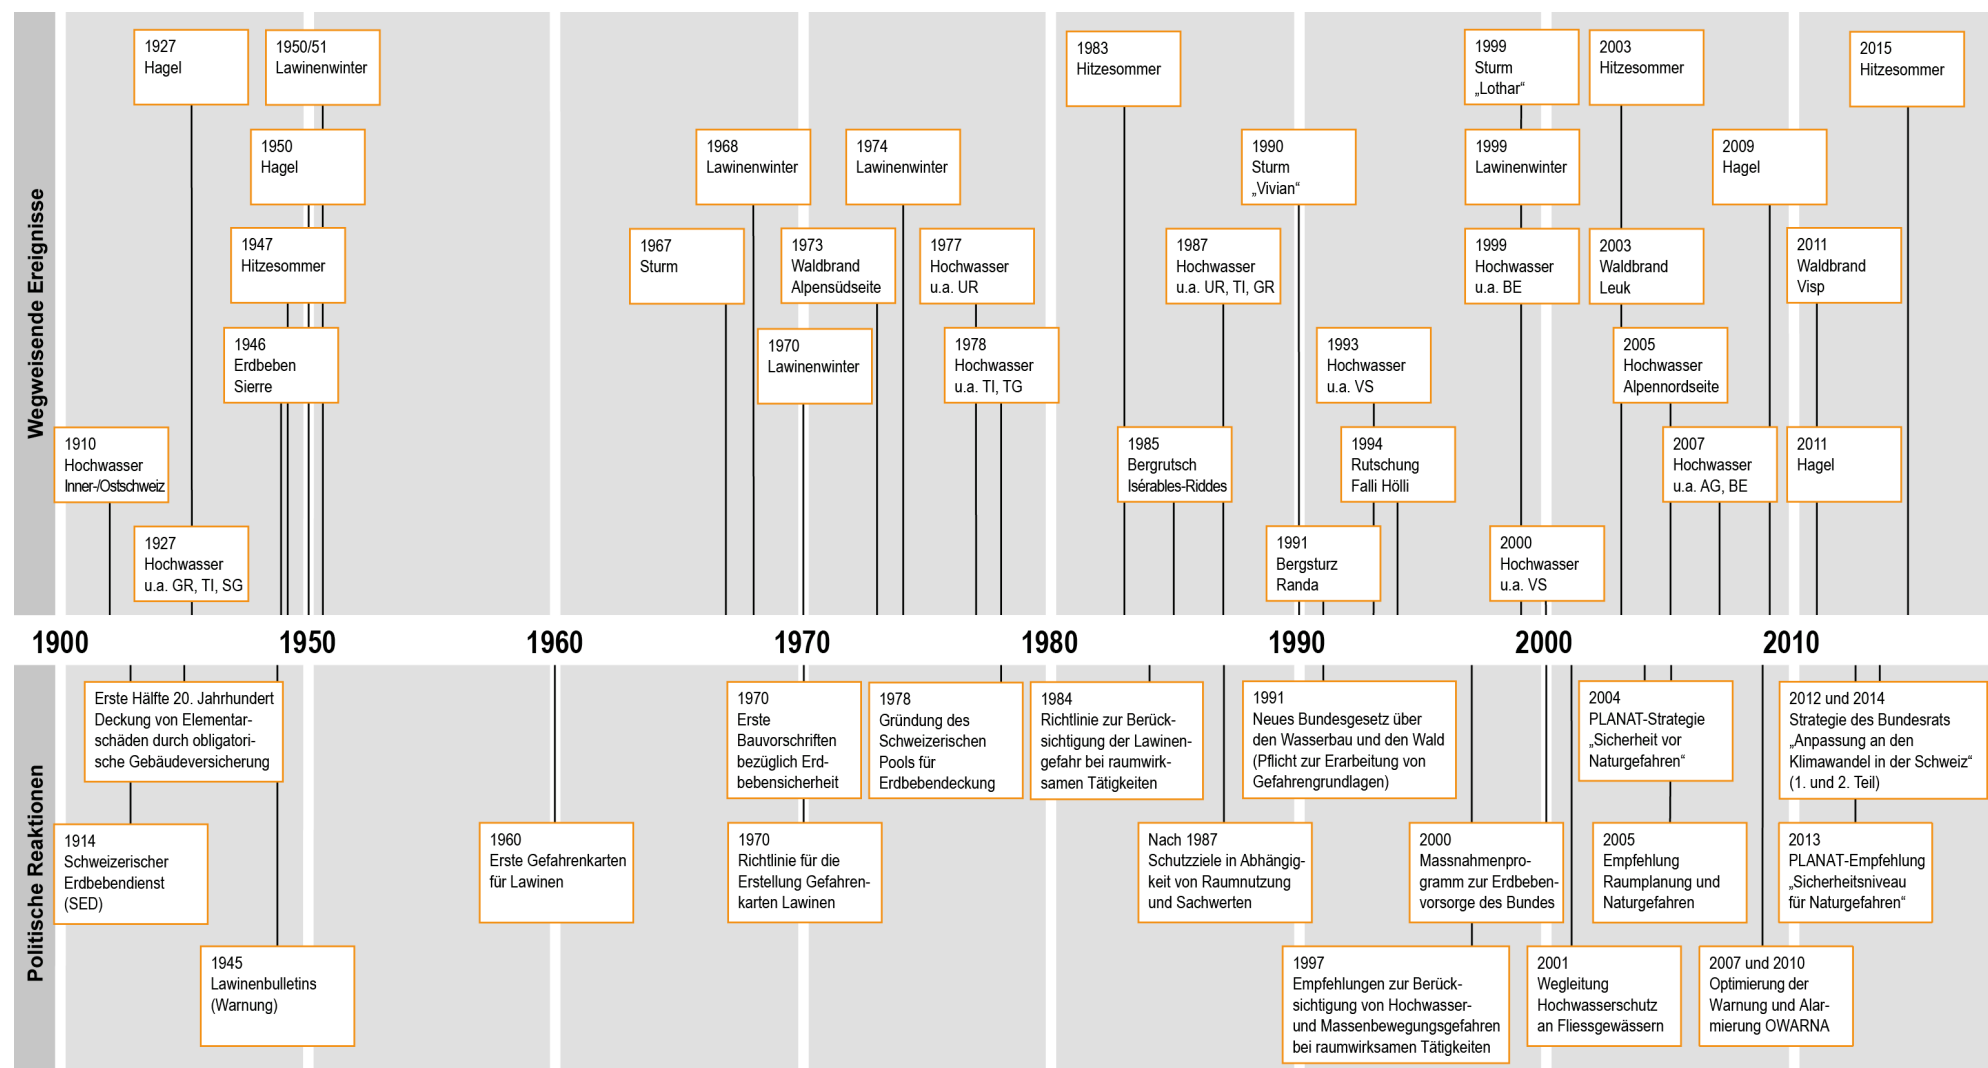 Wegweisende Ereignisse
1927
Hagel
1950/51
Lawinenwinter
1983
Hitzesommer
1999
Sturm
„Lothar“
2003
Hitzesommer
2015
Hitzesommer
1950
Hagel
1968
Lawinenwinter
1974
Lawinenwinter
1990
Sturm
„Vivian“
1999
Lawinenwinter
2009
Hagel
1947
Hitzesommer
1967
Sturm
1973
Waldbrand
Alpensüdseite
1977
Hochwasser
u.a. UR
1987
Hochwasser
u.a. UR, TI, GR
1999
Hochwasser
u.a. BE
2003
Waldbrand
Leuk
2011
Waldbrand
Visp
1946
Erdbeben
Sierre
1970
Lawinenwinter
1978
Hochwasser
u.a. TI, TG
1993
Hochwasser
u.a. VS
2005
Hochwasser
Alpennordseite
1910
Hochwasser
Inner-/Ostschweiz
1985
Bergrutsch
Isérables-Riddes
1994
Rutschung
Falli Hölli
2007
Hochwasser
u.a. AG, BE
2011
Hagel
1927
Hochwasser
u.a. GR, TI, SG
1991
Bergsturz
Randa
2000
Hochwasser
u.a. VS
1900 1950 1960 1970 1980 1990 2000 2010
Politische Reaktionen
Erste Hälfte 20. Jahrhundert
Deckung von Elementar-
schäden durch obligatori-
sche Gebäudeversicherung
1970
Erste
Bauvorschriften
bezüglich Erd-
bebensicherheit
1978
Gründung des
Schweizerischen
Pools für
Erdbebendeckung
1984
Richtlinie zur Berück-
sichtigung der Lawinen-
gefahr bei raumwirk-
samen Tätigkeiten
1991
Neues Bundesgesetz über
den Wasserbau und den Wald
(Pflicht zur Erarbeitung von
Gefahrengrundlagen)
2004
PLANAT-Strategie
„Sicherheit vor
Naturgefahren“
2012 und 2014
Strategie des Bundesrats
„Anpassung an den
Klimawandel in der Schweiz“
(1. und 2. Teil)
1914
Schweizerischer
Erdbebendienst
(SED)
1960
Erste Gefahrenkarten
für Lawinen
1970
Richtlinie für die
Erstellung Gefahren-
karten Lawinen
Nach 1987
Schutzziele in Abhängig-
keit von Raumnutzung
und Sachwerten
2000
Massnahmenpro-
gramm zur Erdbeben-
vorsorge des Bundes
2005
Empfehlung
Raumplanung und
Naturgefahren
2013
PLANAT-Empfehlung
„Sicherheitsniveau
für Naturgefahren“
1945
Lawinenbulletins
(Warnung)
1997
Empfehlungen zur Berück-
sichtigung von Hochwasser-
und Massenbewegungsgefahren
bei raumwirksamen Tätigkeiten
2001
Wegleitung
Hochwasserschutz
an Fliessgewässern
2007 und 2010
Optimierung der
Warnung und Alar-
mierung OWARNA